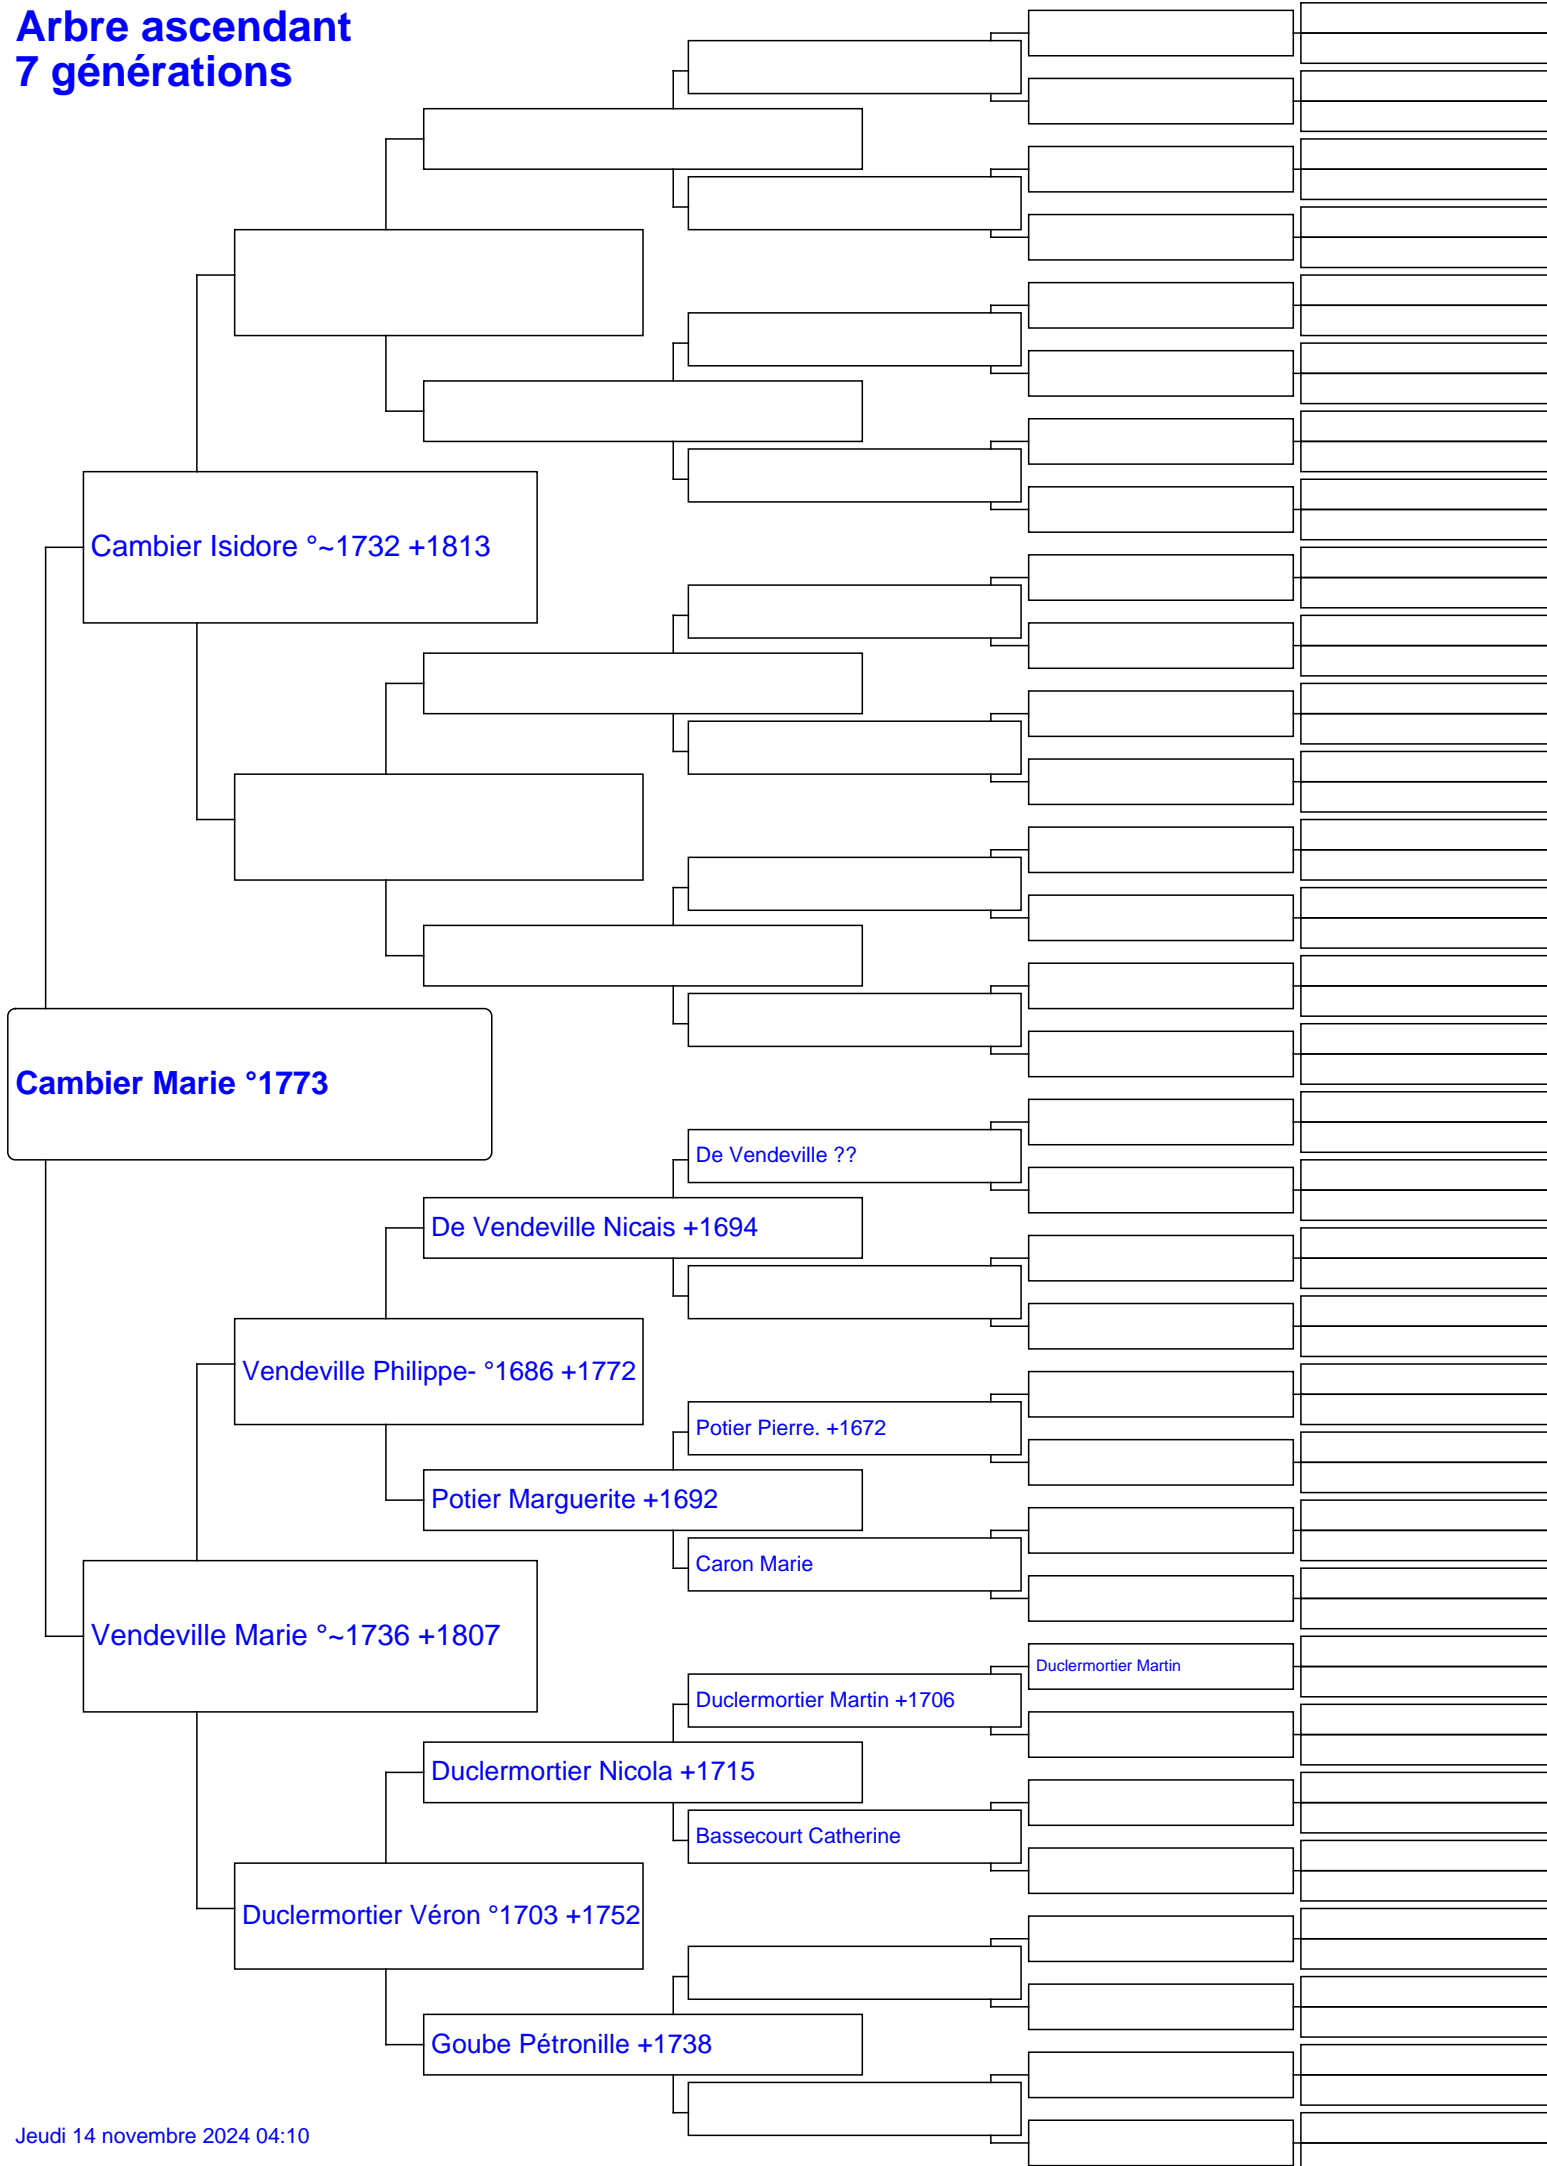 Arbre ascendant
7 générations
Cambier Isidore °~1732 +1813
Cambier Marie °1773
De Vendeville ??
De Vendeville Nicais +1694
Vendeville Philippe- °1686 +1772
Potier Pierre. +1672
Potier Marguerite +1692
Caron Marie
Vendeville Marie °~1736 +1807
Duclermortier Martin
Duclermortier Martin +1706
Duclermortier Nicola +1715
Bassecourt Catherine
Duclermortier Véron °1703 +1752
Goube Pétronille +1738
Jeudi 14 novembre 2024 04:10